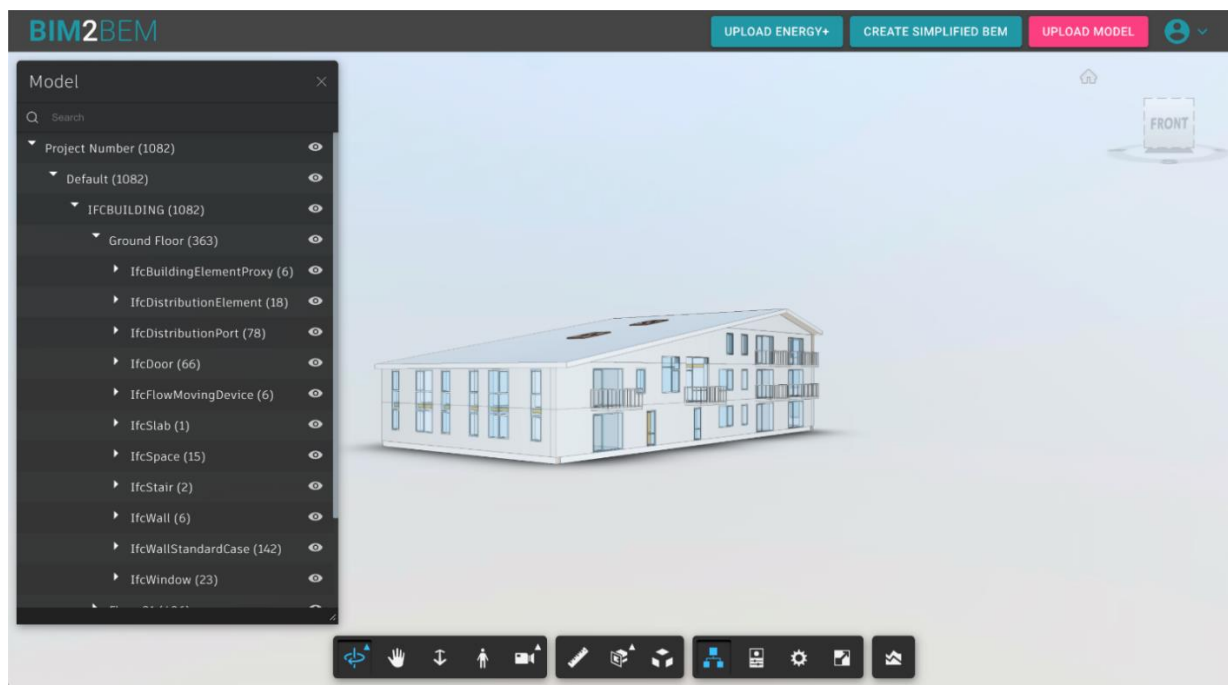 BIM2BEM
UPLOAD ENERGY+
CREATE SIMPLIFIED BEM
UPLOAD MODEL
Model
Search
Project Number (1082)
Default (1082)
IFCBUILDING (1082)
Ground Floor (363)
IfcBuildingElementProxy (6)
IfcDistributionElement (18)
IfcDistributionPort (78)
IfcDoor (66)
IfcFlowMovingDevice (6)
IfcSlab (1)
IfcSpace (15)
IfcStair (2)
IfcWall (6)
IfcWallStandardCase (142)
IfcWindow (23)
FRONT